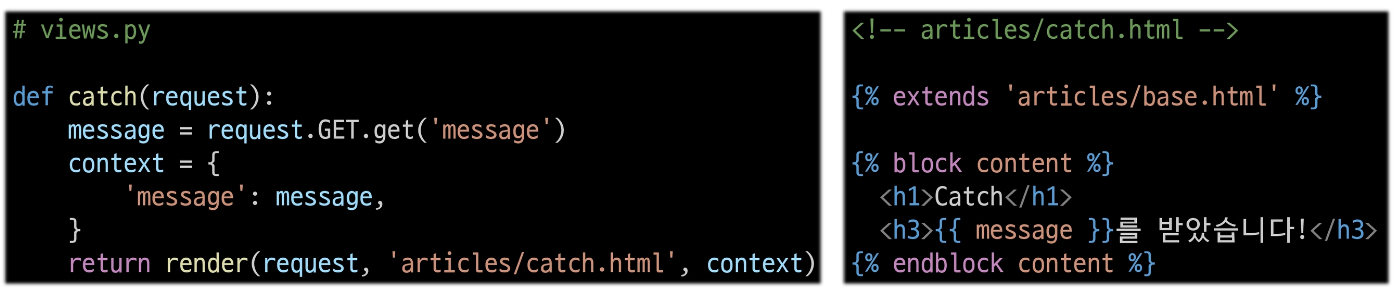 # views.py
def catch(request):
    message = request.GET.get('message')
    context = {
        'message': message,
    }
    return render(request, 'articles/catch.html', context)
<!-- articles/catch.html -->
{% extends 'articles/base.html' %}
{% block content %}
  <h1>Catch</h1>
  <h3>{{ message }}를 받았습니다!</h3>
{% endblock content %}